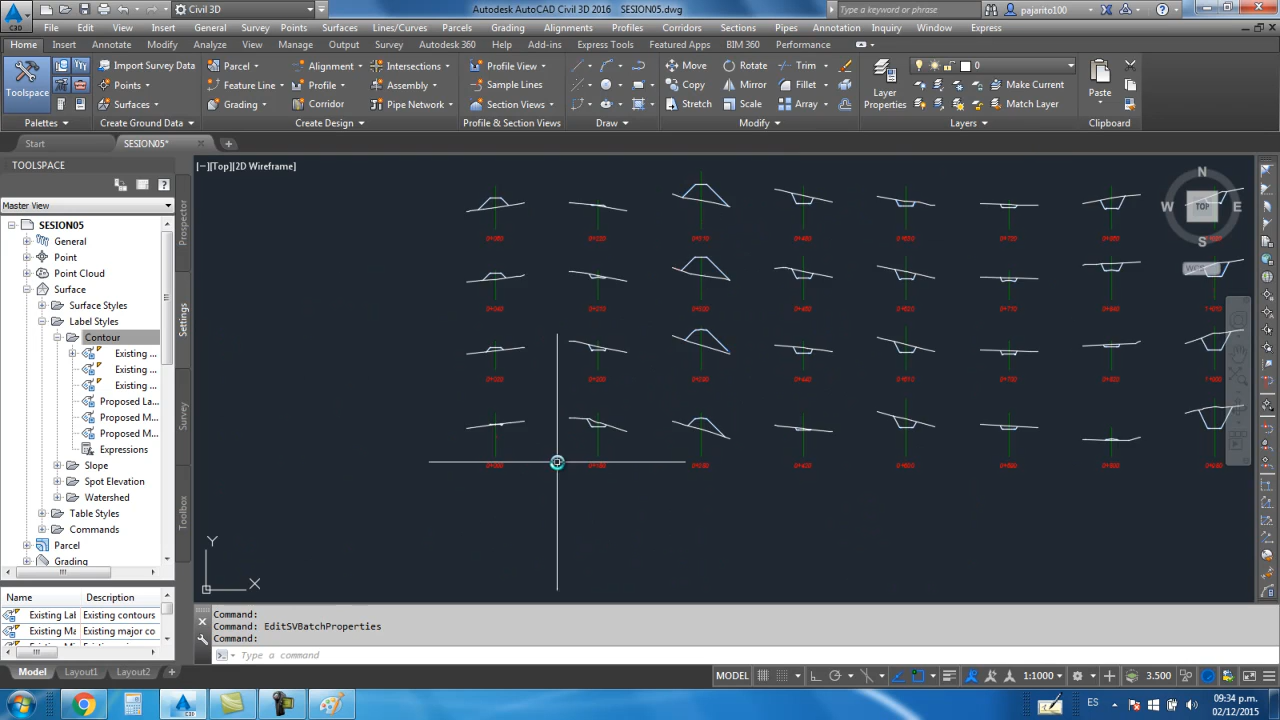 Civil 3D
Autodesk AutoCAD Civil 3D 2016   SESION05.dwg
Type a keyword or phrase
pajarito100
File Edit View Insert General Survey Points Surfaces Lines/Curves Parcels Grading Alignments Profiles Corridors Sections Pipes Annotation Inquiry Window Express
Home Insert Annotate Modify Analyze View Manage Output Survey Autodesk 360 Help Add-ins Express Tools Featured Apps BIM 360 Performance
Toolspace
Import Survey Data
Points
Surfaces
Parcel
Feature Line
Grading
Alignment
Profile
Corridor
Intersections
Assembly
Pipe Network
Profile View
Sample Lines
Section Views
Move Rotate Trim
Copy Mirror Fillet
Stretch Scale Array
Layer Properties
0
Make Current
Match Layer
Paste
Palettes Create Ground Data Create Design Profile & Section Views Draw Modify Layers Clipboard
Start SESION05*
TOOLSPACE
[−][Top][2D Wireframe]
Master View
SESION05
General
Point
Point Cloud
Surface
Surface Styles
Label Styles
Contour
Existing ...
Existing ...
Existing ...
Proposed La...
Proposed M...
Proposed M...
Expressions
Slope
Spot Elevation
Watershed
Table Styles
Commands
Parcel
Grading
Prospector
Settings
Survey
Toolbox
Name Description
Existing Lal Existing contours
Existing Ma Existing major co
N
W TOP E
S
Y
X
Command:
Command: EditSVBatchProperties
Command:
Type a command
Model Layout1 Layout2 +
MODEL 1:1000 3.500
ES
09:34 p.m.
02/12/2015